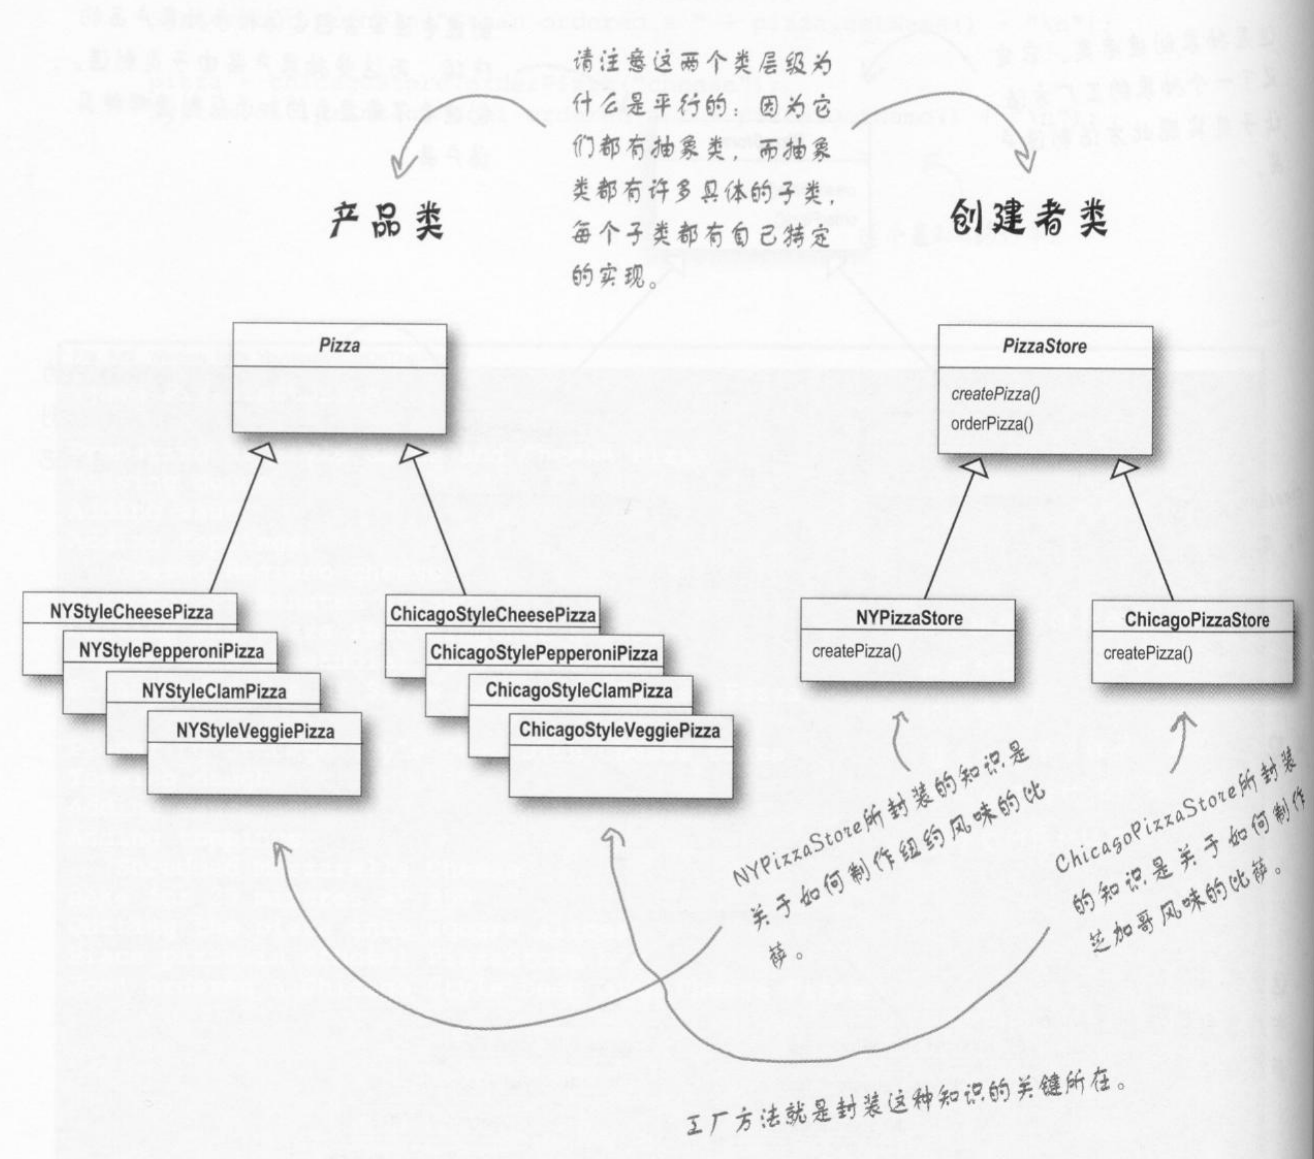 请注意这两个类层级为
什么是平行的：因为它
们都有抽象类，而抽象
类都有许多具体的子类，
每个子类都有自己特定
的实现。
产品类
创建者类
Pizza
PizzaStore
createPizza()
orderPizza()
NYStyleCheesePizza
NYStylePepperoniPizza
NYStyleClamPizza
NYStyleVeggiePizza
ChicagoStyleCheesePizza
ChicagoStylePepperoniPizza
ChicagoStyleClamPizza
ChicagoStyleVeggiePizza
NYPizzaStore
createPizza()
ChicagoPizzaStore
createPizza()
NYPizzaStore所封装的知识是
关于如何制作纽约风味的比
萨。
ChicagoPizzaStore所封装
的知识是关于如何制作
芝加哥风味的比萨。
工厂方法就是封装这种知识的关键所在。